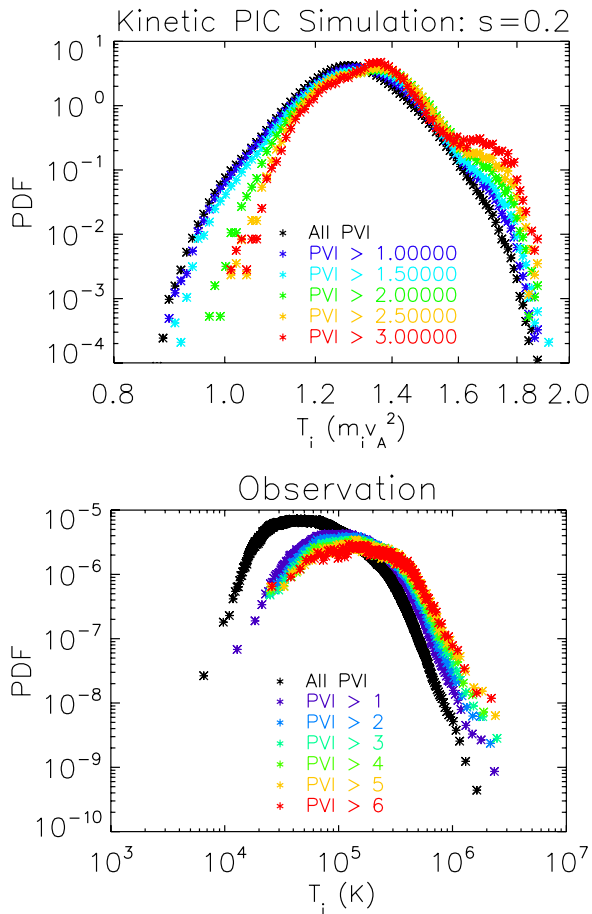 Kinetic PIC Simulation: s=0.2
10^1
10^0
10^-1
10^-2
10^-3
10^-4
PDF
All PVI
PVI > 1.00000
PVI > 1.50000
PVI > 2.00000
PVI > 2.50000
PVI > 3.00000
0.8 1.0 1.2 1.4 1.6 1.8 2.0
T_i (m_i v_A^2)
Observation
10^-5
10^-6
10^-7
10^-8
10^-9
10^-10
PDF
All PVI
PVI > 1
PVI > 2
PVI > 3
PVI > 4
PVI > 5
PVI > 6
10^3 10^4 10^5 10^6 10^7
T_i (K)